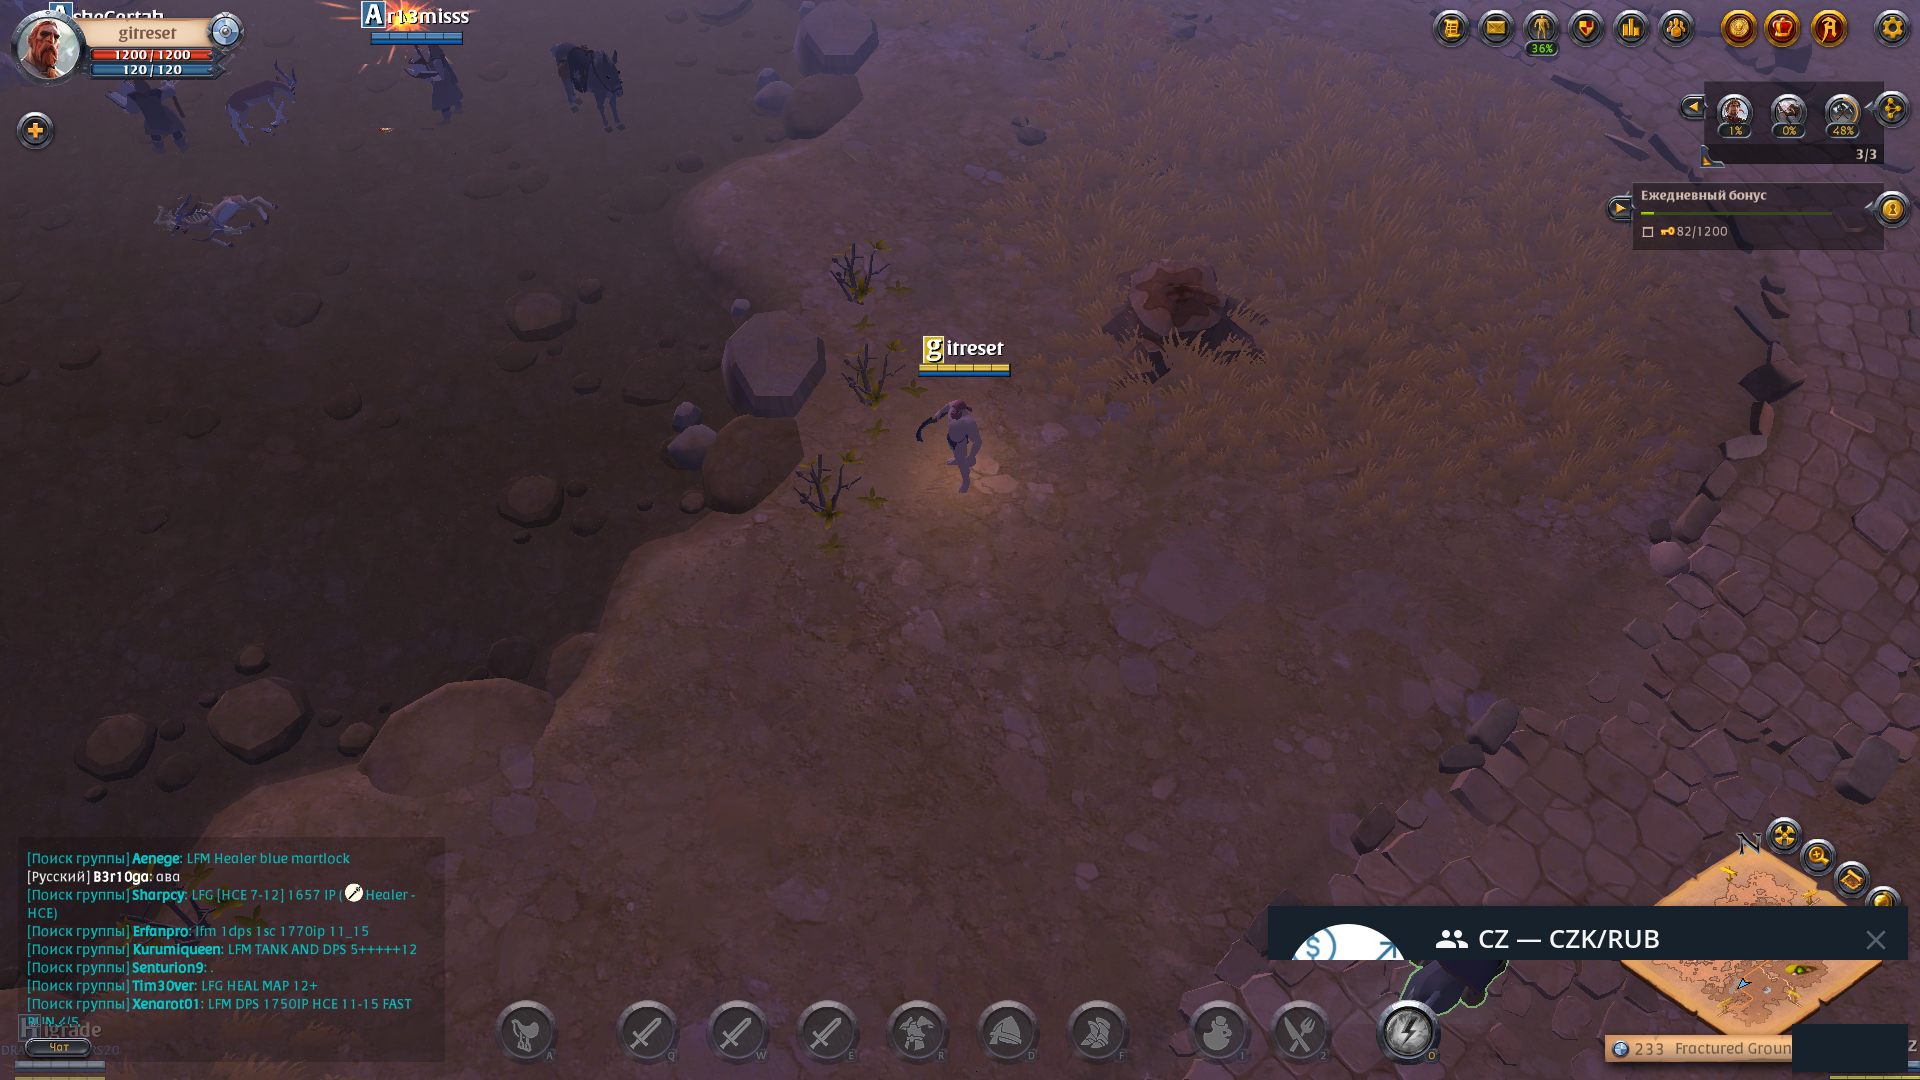 Ar13misss
gitreset
1200/1200
120/120
36%
1%
0%
48%
3/3
Ежедневный бонус
82/1200
gitreset
N
[Поиск группы] Aenege: LFM Healer blue martlock
[Русский] B3r10ga: ава
[Поиск группы] Sharpcy: LFG [HCE 7-12] 1657 IP ( Healer -
HCE)
[Поиск группы] Erfanpro: lfm 1dps 1sc 1770ip 11_15
[Поиск группы] Kurumiqueen: LFM TANK AND DPS 5+++++12
[Поиск группы] Senturion9: .
[Поиск группы] Tim30ver: LFG HEAL MAP 12+
[Поиск группы] Xenarot01: LFM DPS 1750IP HCE 11-15 FAST
Чат
A
Q
W
E
R
D
F
1
2
O
CZ — CZK/RUB
233 Fractured Groun